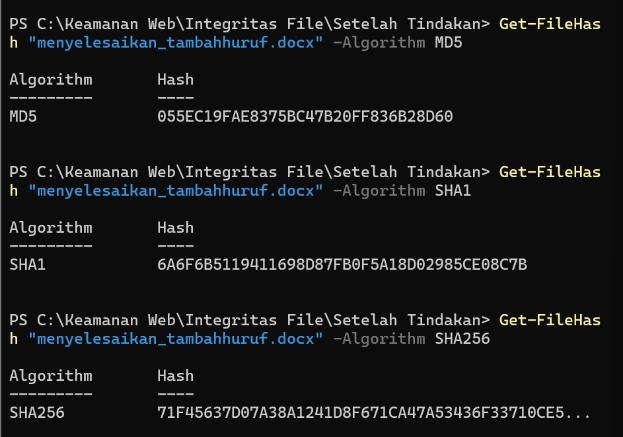 PS C:\Keamanan Web\Integritas File\Setelah Tindakan> Get-FileHas
h "menyelesaikan_tambahhuruf.docx" -Algorithm MD5
Algorithm Hash
--------- ----
MD5 055EC19FAE8375BC47B20FF836B28D60
PS C:\Keamanan Web\Integritas File\Setelah Tindakan> Get-FileHas
h "menyelesaikan_tambahhuruf.docx" -Algorithm SHA1
Algorithm Hash
--------- ----
SHA1 6A6F6B5119411698D87FB0F5A18D02985CE08C7B
PS C:\Keamanan Web\Integritas File\Setelah Tindakan> Get-FileHas
h "menyelesaikan_tambahhuruf.docx" -Algorithm SHA256
Algorithm Hash
--------- ----
SHA256 71F45637D07A38A1241D8F671CA47A53436F33710CE5...